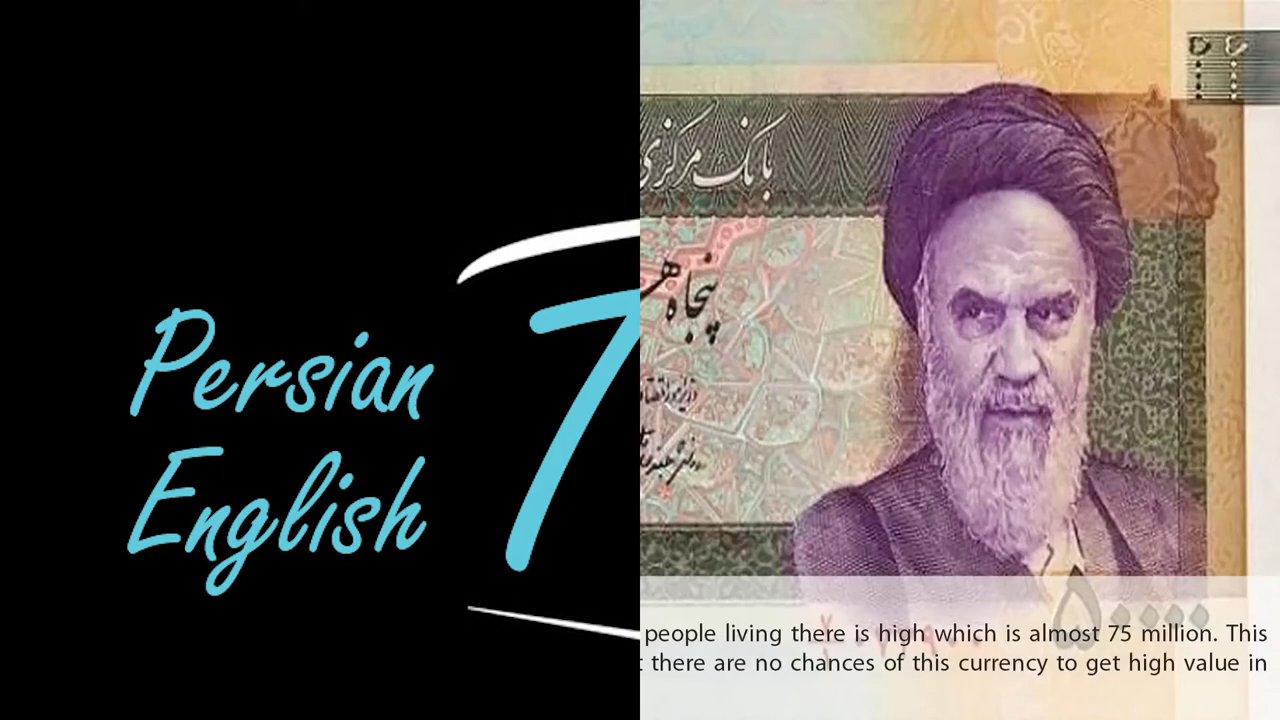 Persian
English
بانک مرکزی
پنجاه
۵۰۰۰۰
people living there is high which is almost 75 million. This
there are no chances of this currency to get high value in